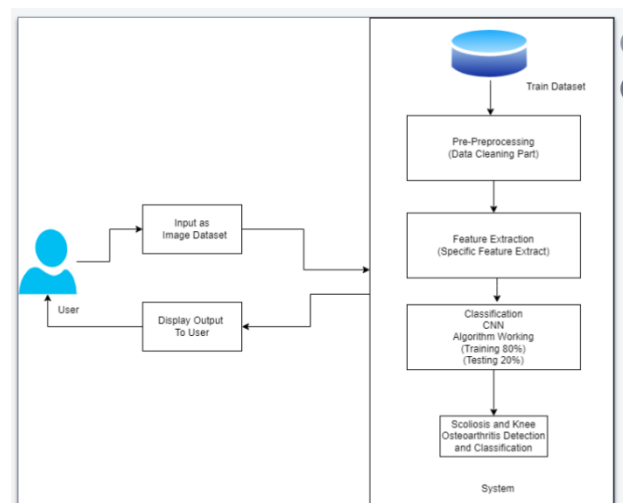 Train Dataset
Pre-Preprocessing
(Data Cleaning Part)
Input as
Image Dataset
Feature Extraction
(Specific Feature Extract)
User
Display Output
To User
Classification
CNN
Algorithm Working
(Training 80%)
(Testing 20%)
Scoliosis and Knee
Osteoarthritis Detection
and Classification
System